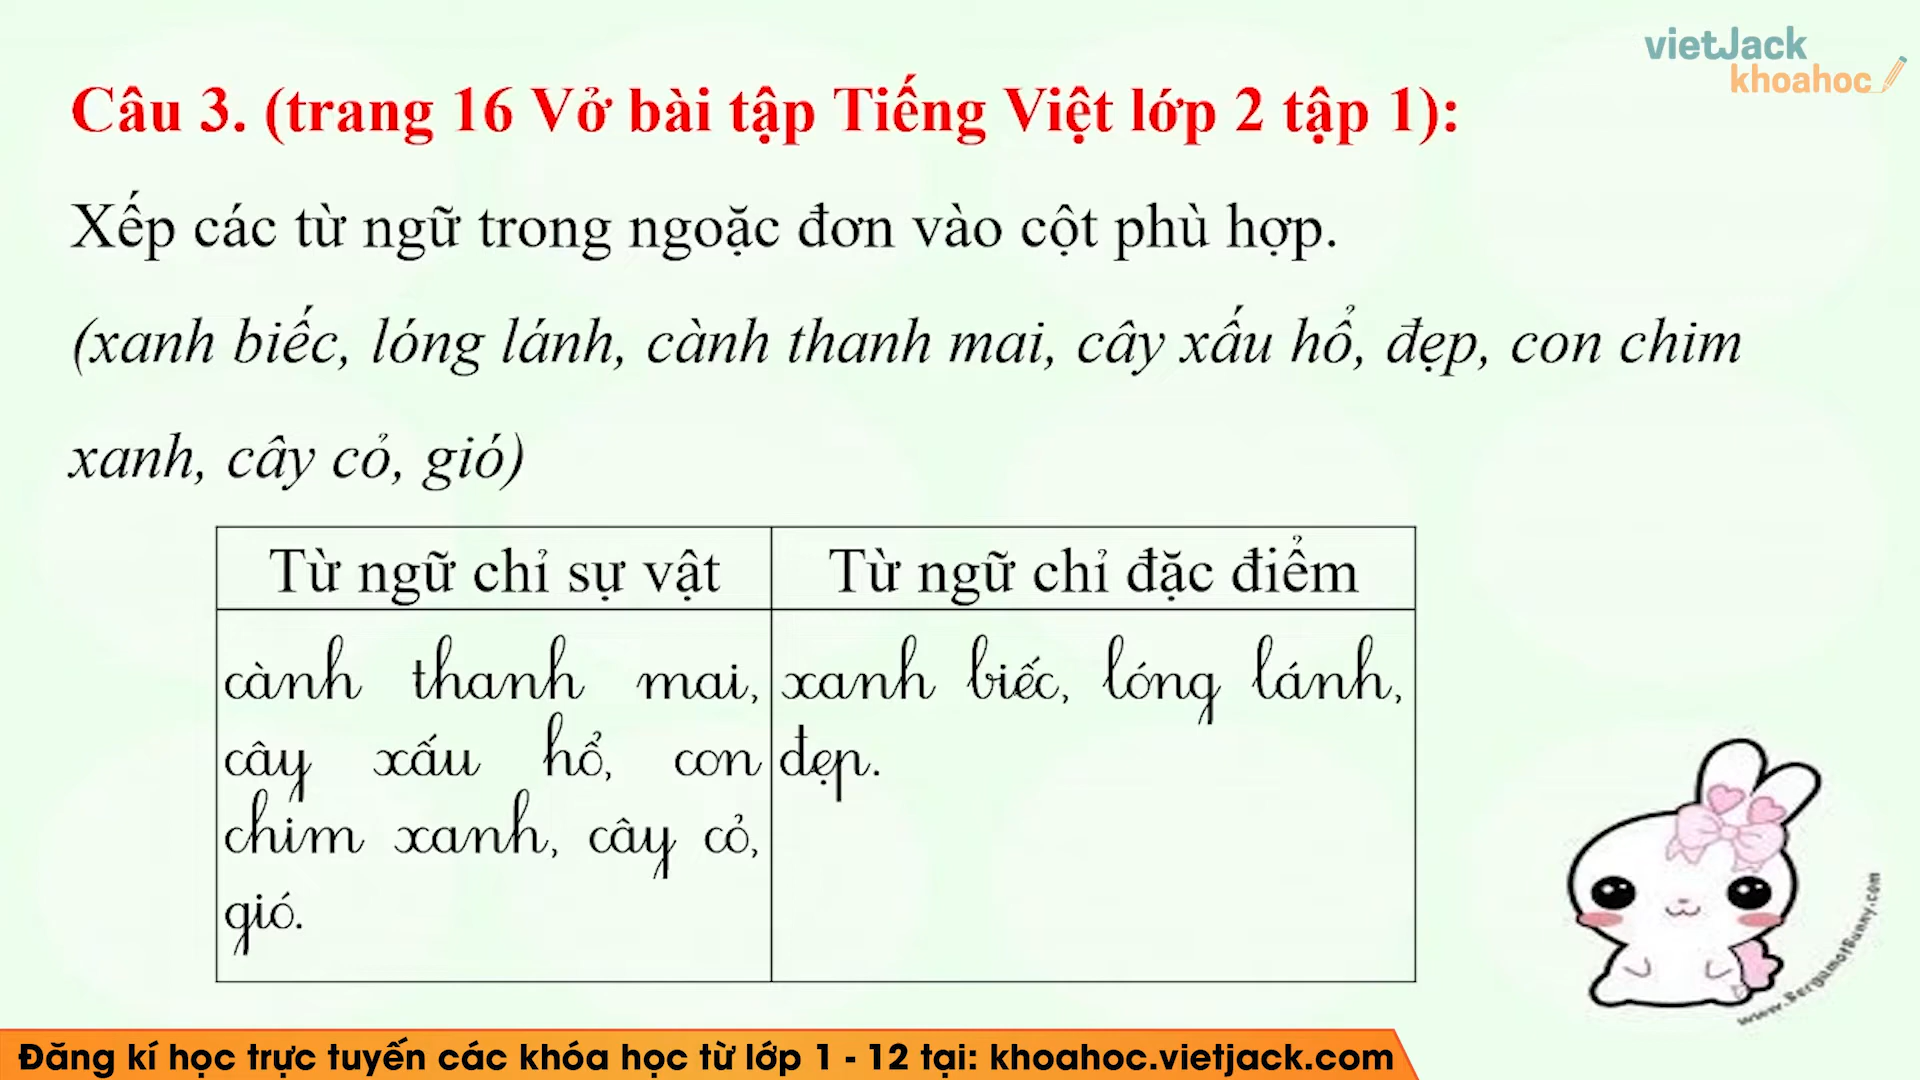 vietJack
khoahoc
Câu 3. (trang 16 Vở bài tập Tiếng Việt lớp 2 tập 1):
Xếp các từ ngữ trong ngoặc đơn vào cột phù hợp.
(xanh biếc, lóng lánh, cành thanh mai, cây xấu hổ, đẹp, con chim
xanh, cây cỏ, gió)
Từ ngữ chỉ sự vật
cành thanh mai,
cây xấu hổ, con
chim xanh, cây cỏ,
gió.
Từ ngữ chỉ đặc điểm
xanh biếc, lóng lánh,
đẹp.
www.BergamotBunny.com
Đăng kí học trực tuyến các khóa học từ lớp 1 - 12 tại: khoahoc.vietjack.com